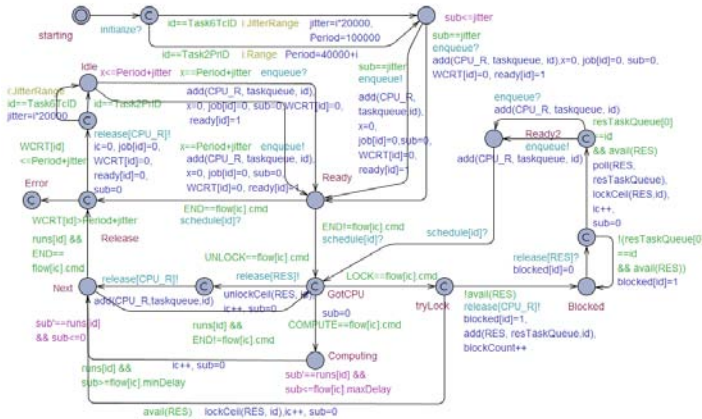 id==Task6TcID i:JitterRange jitter=i*20000,
initialize? Period=100000
starting
id==Task2PrID i:Range Period=40000+i
sub<=jitter
sub==jitter
enqueue?
add(CPU_R, taskqueue, id),x=0, job[id]=0, sub=0,
WCRT[id]=0, ready[id]=1
Idle
x<=Period+jitter x==Period+jitter enqueue!
add(CPU_R, taskqueue, id),
x=0, job[id]=0, sub=0,WCRT[id]=0,
ready[id]=1
sub==jitter
enqueue!
add(CPU_R,
taskqueue, id),
x=0,
job[id]=0,sub=0,
WCRT[id]=0,
ready[id]=1
i:JitterRange
id==Task6TcID
jitter=i*20000
id==Task2PrID
release[CPU_R]!
ic=0, job[id]=0,
WCRT[id]=0,
ready[id]=0,
sub=0
x==Period+jitter enqueue!
add(CPU_R, taskqueue, id),
x=0, job[id]=0, sub=0,
WCRT[id]=0, ready[id]=1
Ready
WCRT[id]
<=Period+jitter
Error
WCRT[id]>Period+jitter
END==flow[ic].cmd
schedule[id]?
END!=flow[ic].cmd
schedule[id]?
schedule[id]?
enqueue?
add(CPU_R, taskqueue, id)
Ready2
enqueue!
add(CPU_R, taskqueue, id)
resTaskQueue[0]
==id
&& avail(RES)
poll(RES,
resTaskQueue),
lockCeil(RES,id),
ic++,
sub=0
runs[id] &&
END==
flow[ic].cmd
Release
UNLOCK==flow[ic].cmd
release[RES]?
blocked[id]=0
!(resTaskQueue[0
==id
&& avail(RES))
blocked[id]=1
Next
release[CPU_R]!
release[RES]!
LOCK==flow[ic].cmd
add(CPU_R,taskqueue,id)
unlockCeil(RES, id)
ic++, sub=0
GotCPU
tryLock
Blocked
!avail(RES)
release[CPU_R]!
blocked[id]=1,
add(RES, resTaskQueue,id),
blockCount++
sub'==runs[id]
&& sub<=0
runs[id] &&
END!=flow[ic].cmd
sub=0
COMPUTE==flow[ic].cmd
Computing
runs[id] &&
sub>=flow[ic].minDelay
ic++, sub=0
sub'==runs[id] &&
sub<=flow[ic].maxDelay
avail(RES) lockCeil(RES, id),ic++, sub=0